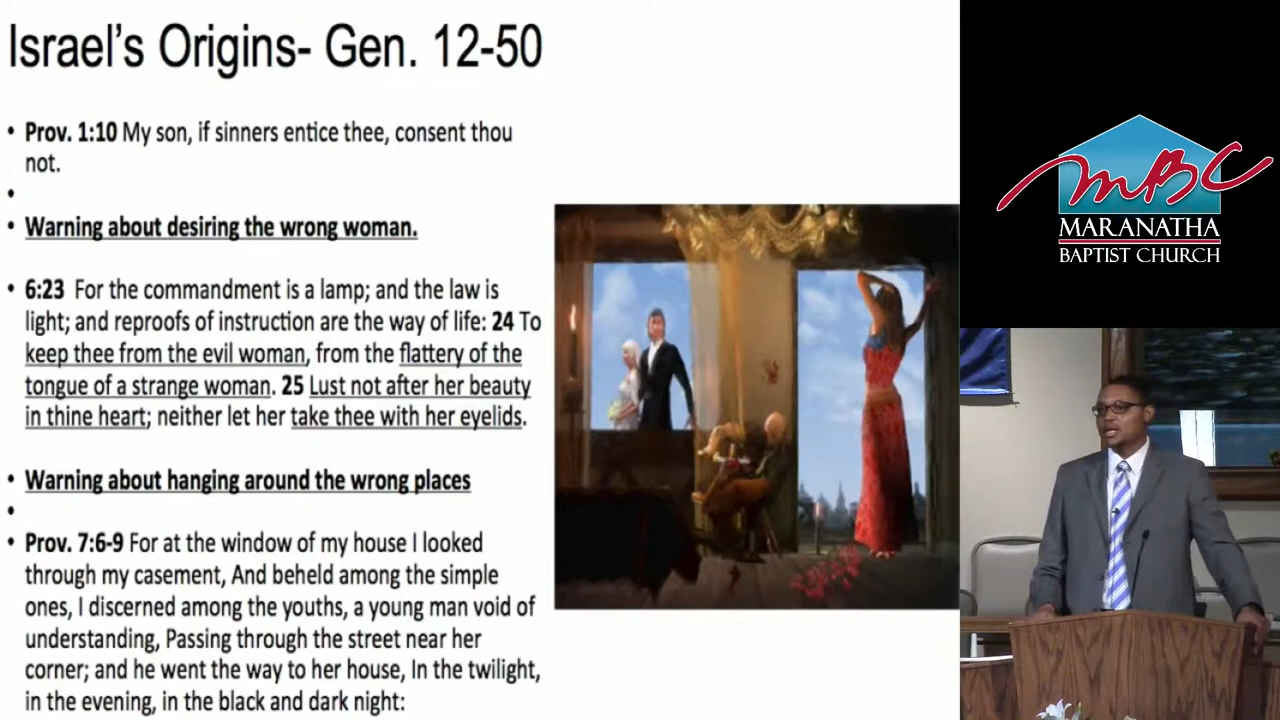 Israel's Origins- Gen. 12-50
• Prov. 1:10 My son, if sinners entice thee, consent thou
not.
•
• Warning about desiring the wrong woman.
• 6:23 For the commandment is a lamp; and the law is
light; and reproofs of instruction are the way of life: 24 To
keep thee from the evil woman, from the flattery of the
tongue of a strange woman. 25 Lust not after her beauty
in thine heart; neither let her take thee with her eyelids.
• Warning about hanging around the wrong places
•
• Prov. 7:6-9 For at the window of my house I looked
through my casement, And beheld among the simple
ones, I discerned among the youths, a young man void of
understanding, Passing through the street near her
corner; and he went the way to her house, In the twilight,
in the evening, in the black and dark night:
MBC
MARANATHA
BAPTIST CHURCH